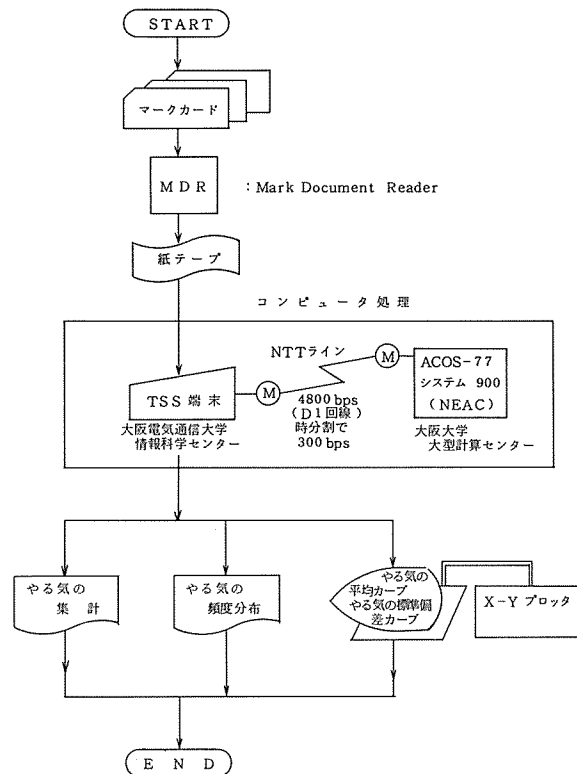 START
マークカード
MDR
: Mark Document Reader
紙テープ
コンピュータ処理
NTTライン
M
M
ACOS-77
システム 900
(NEAC)
TSS 端末
4800 bps
(D1回線)
時分割で
300 bps
大阪電気通信大学
情報科学センター
大阪大学
大型計算センター
やる気の
集計
やる気の
頻度分布
やる気の
平均カーブ
やる気の標準偏
差カーブ
X-Y プロッタ
END